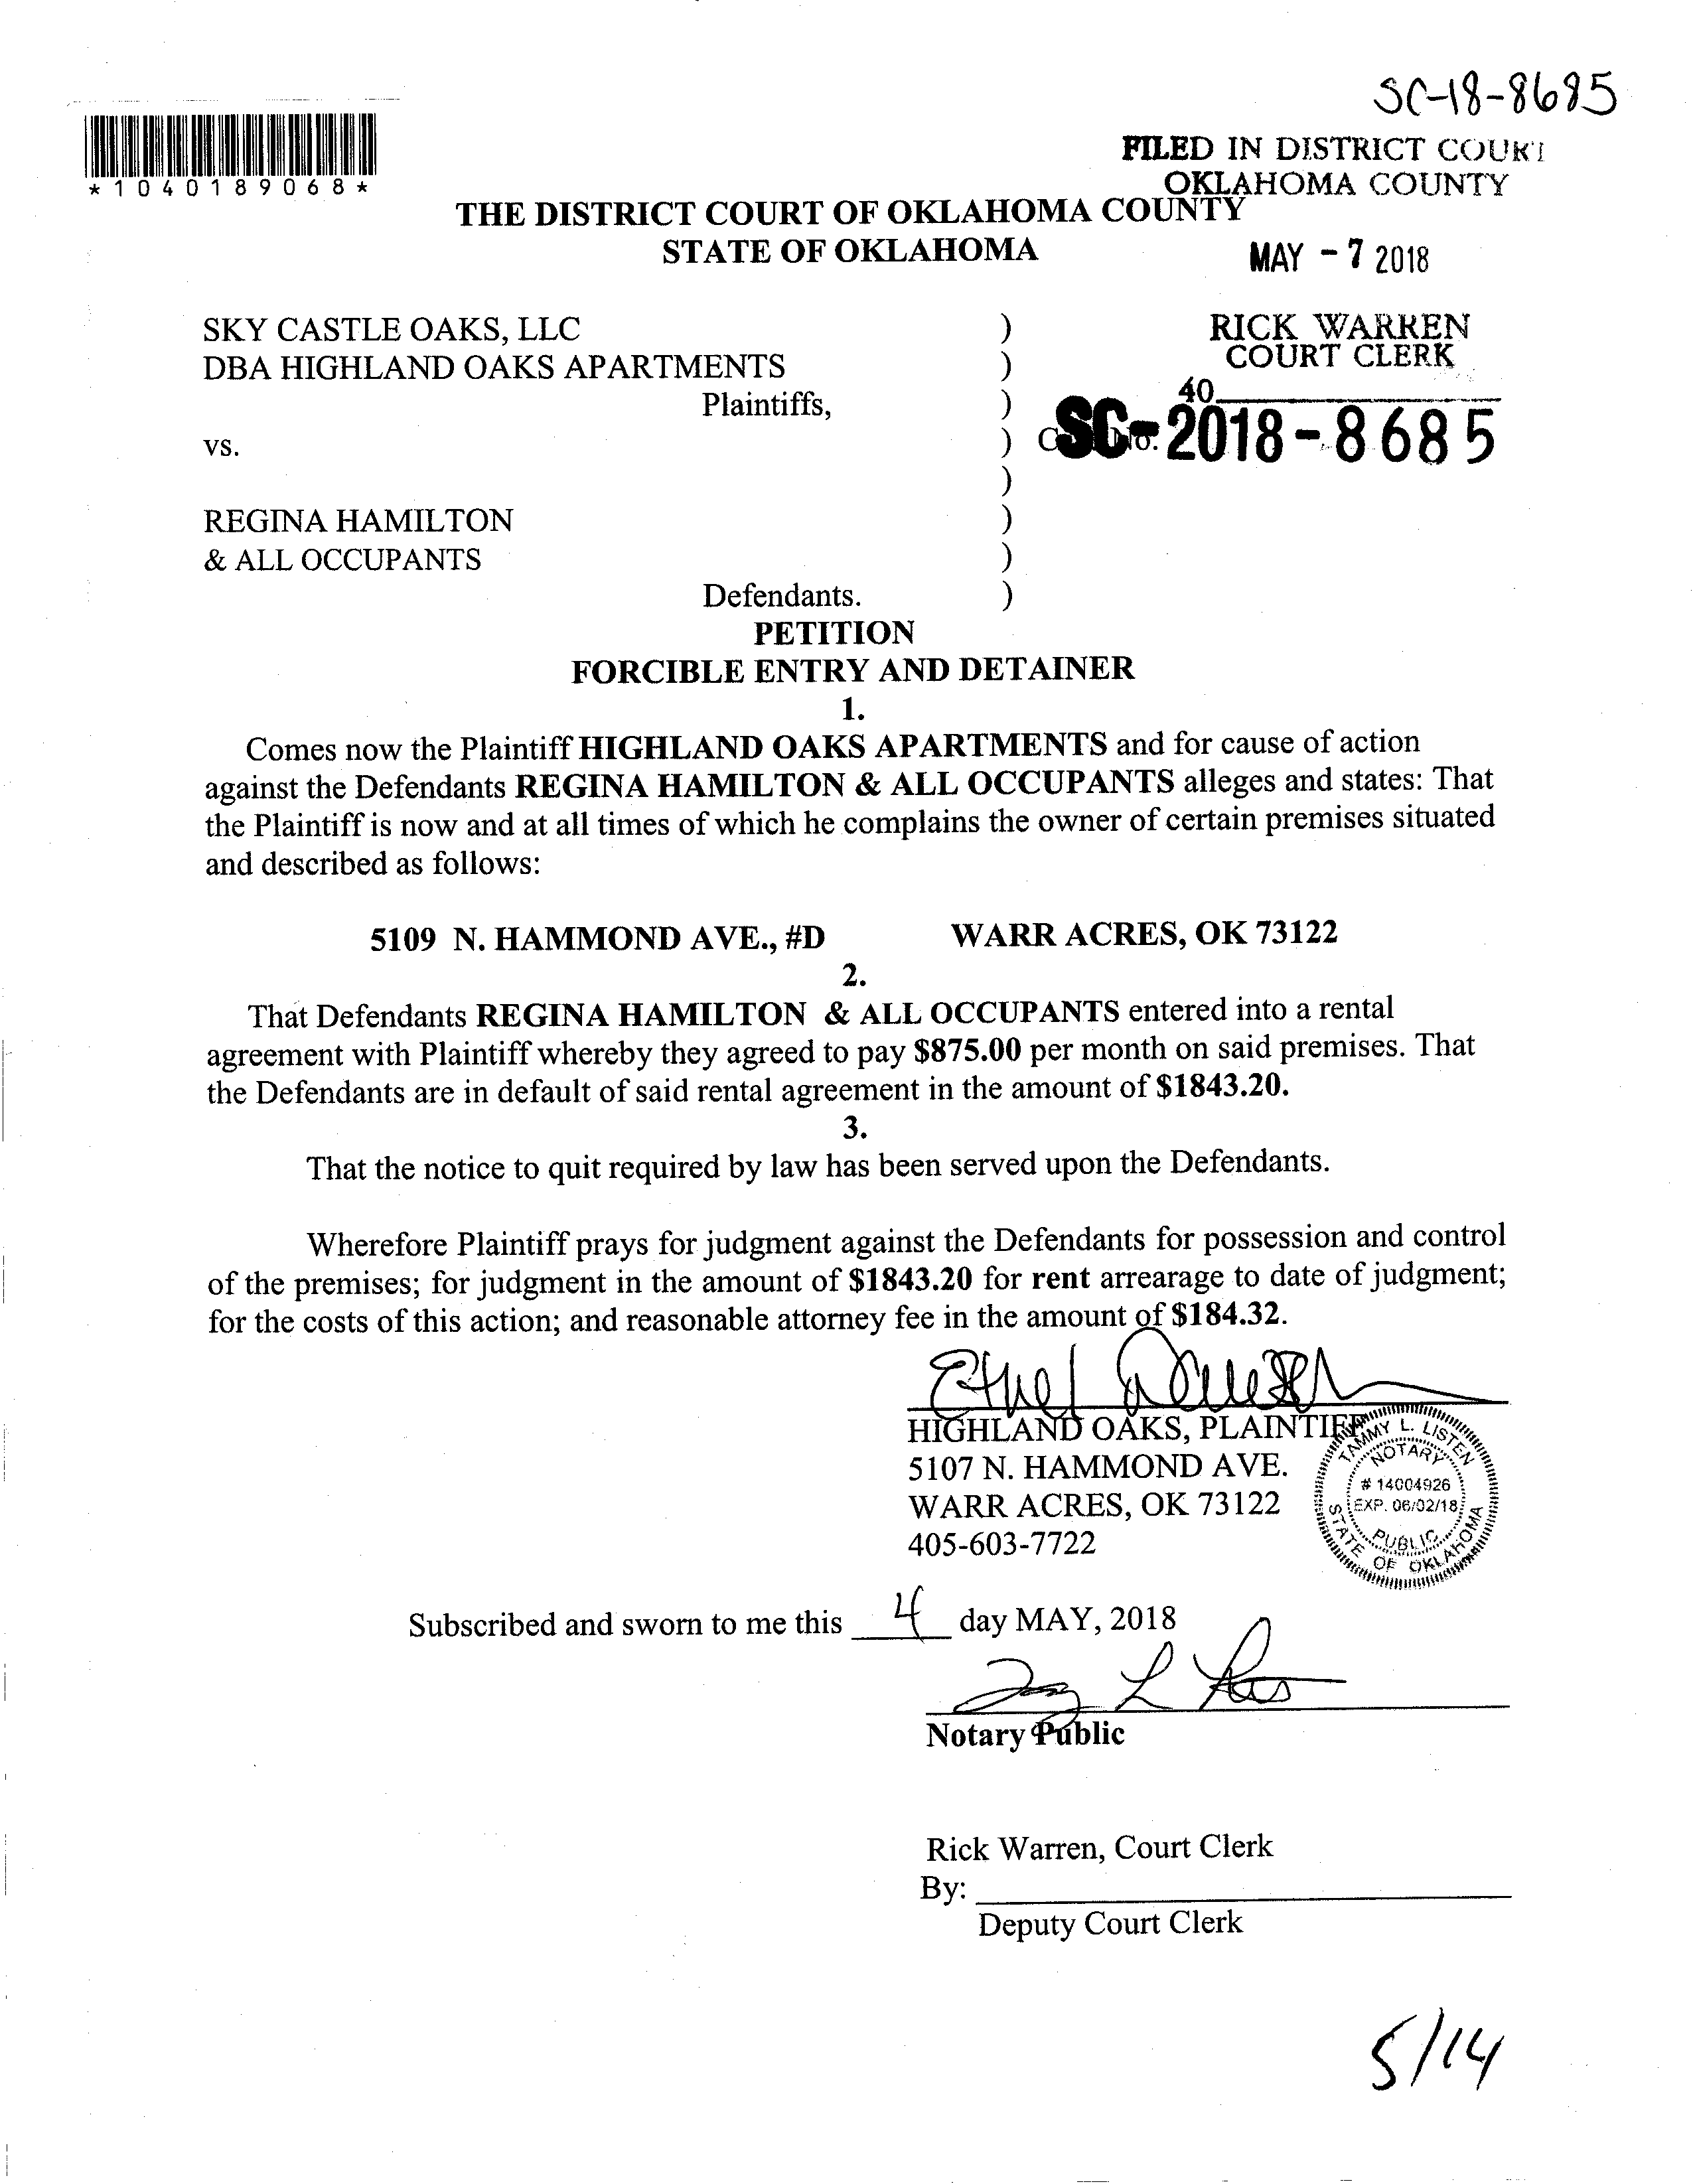 SC-18-8685
*1040189068*
FILED IN DISTRICT COURT
OKLAHOMA COUNTY
THE DISTRICT COURT OF OKLAHOMA COUNTY
STATE OF OKLAHOMA
MAY - 7 2018
SKY CASTLE OAKS, LLC )
DBA HIGHLAND OAKS APARTMENTS )
Plaintiffs, )
RICK WARREN
COURT CLERK
40
vs. )
SC-2018-8685
)
REGINA HAMILTON )
& ALL OCCUPANTS )
Defendants. )
PETITION
FORCIBLE ENTRY AND DETAINER
1.
Comes now the Plaintiff HIGHLAND OAKS APARTMENTS and for cause of action
against the Defendants REGINA HAMILTON & ALL OCCUPANTS alleges and states: That
the Plaintiff is now and at all times of which he complains the owner of certain premises situated
and described as follows:
5109 N. HAMMOND AVE., #D WARR ACRES, OK 73122
2.
That Defendants REGINA HAMILTON & ALL OCCUPANTS entered into a rental
agreement with Plaintiff whereby they agreed to pay $875.00 per month on said premises. That
the Defendants are in default of said rental agreement in the amount of $1843.20.
3.
That the notice to quit required by law has been served upon the Defendants.
Wherefore Plaintiff prays for judgment against the Defendants for possession and control
of the premises; for judgment in the amount of $1843.20 for rent arrearage to date of judgment;
for the costs of this action; and reasonable attorney fee in the amount of $184.32.
Ethel
HIGHLAND OAKS, PLAINTIFF
5107 N. HAMMOND AVE.
WARR ACRES, OK 73122
405-603-7722
TAMMY L. LISTEN
NOTARY
# 14004926
EXP. 06/02/18
PUBLIC
STATE OF OKLAHOMA
Subscribed and sworn to me this 4 day MAY, 2018
Notary Public
Rick Warren, Court Clerk
By:
Deputy Court Clerk
5/14